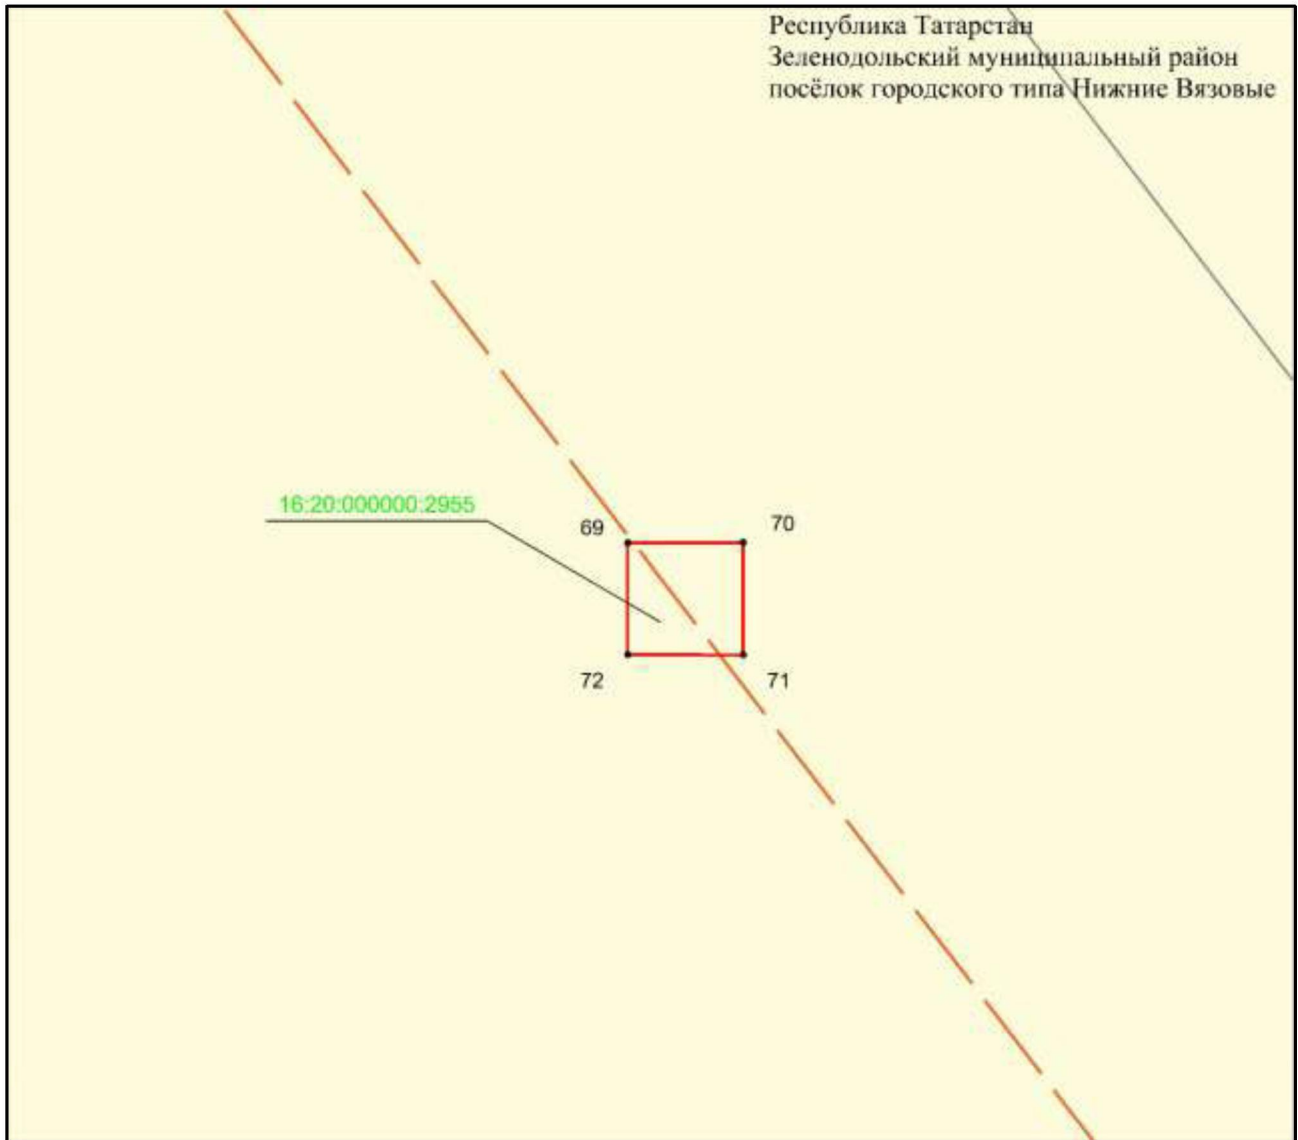 Республика Татарстан
Зеленодольский муниципальный район
посёлок городского типа Нижние Вязовые
16:20:000000:2955
69
70
72
71